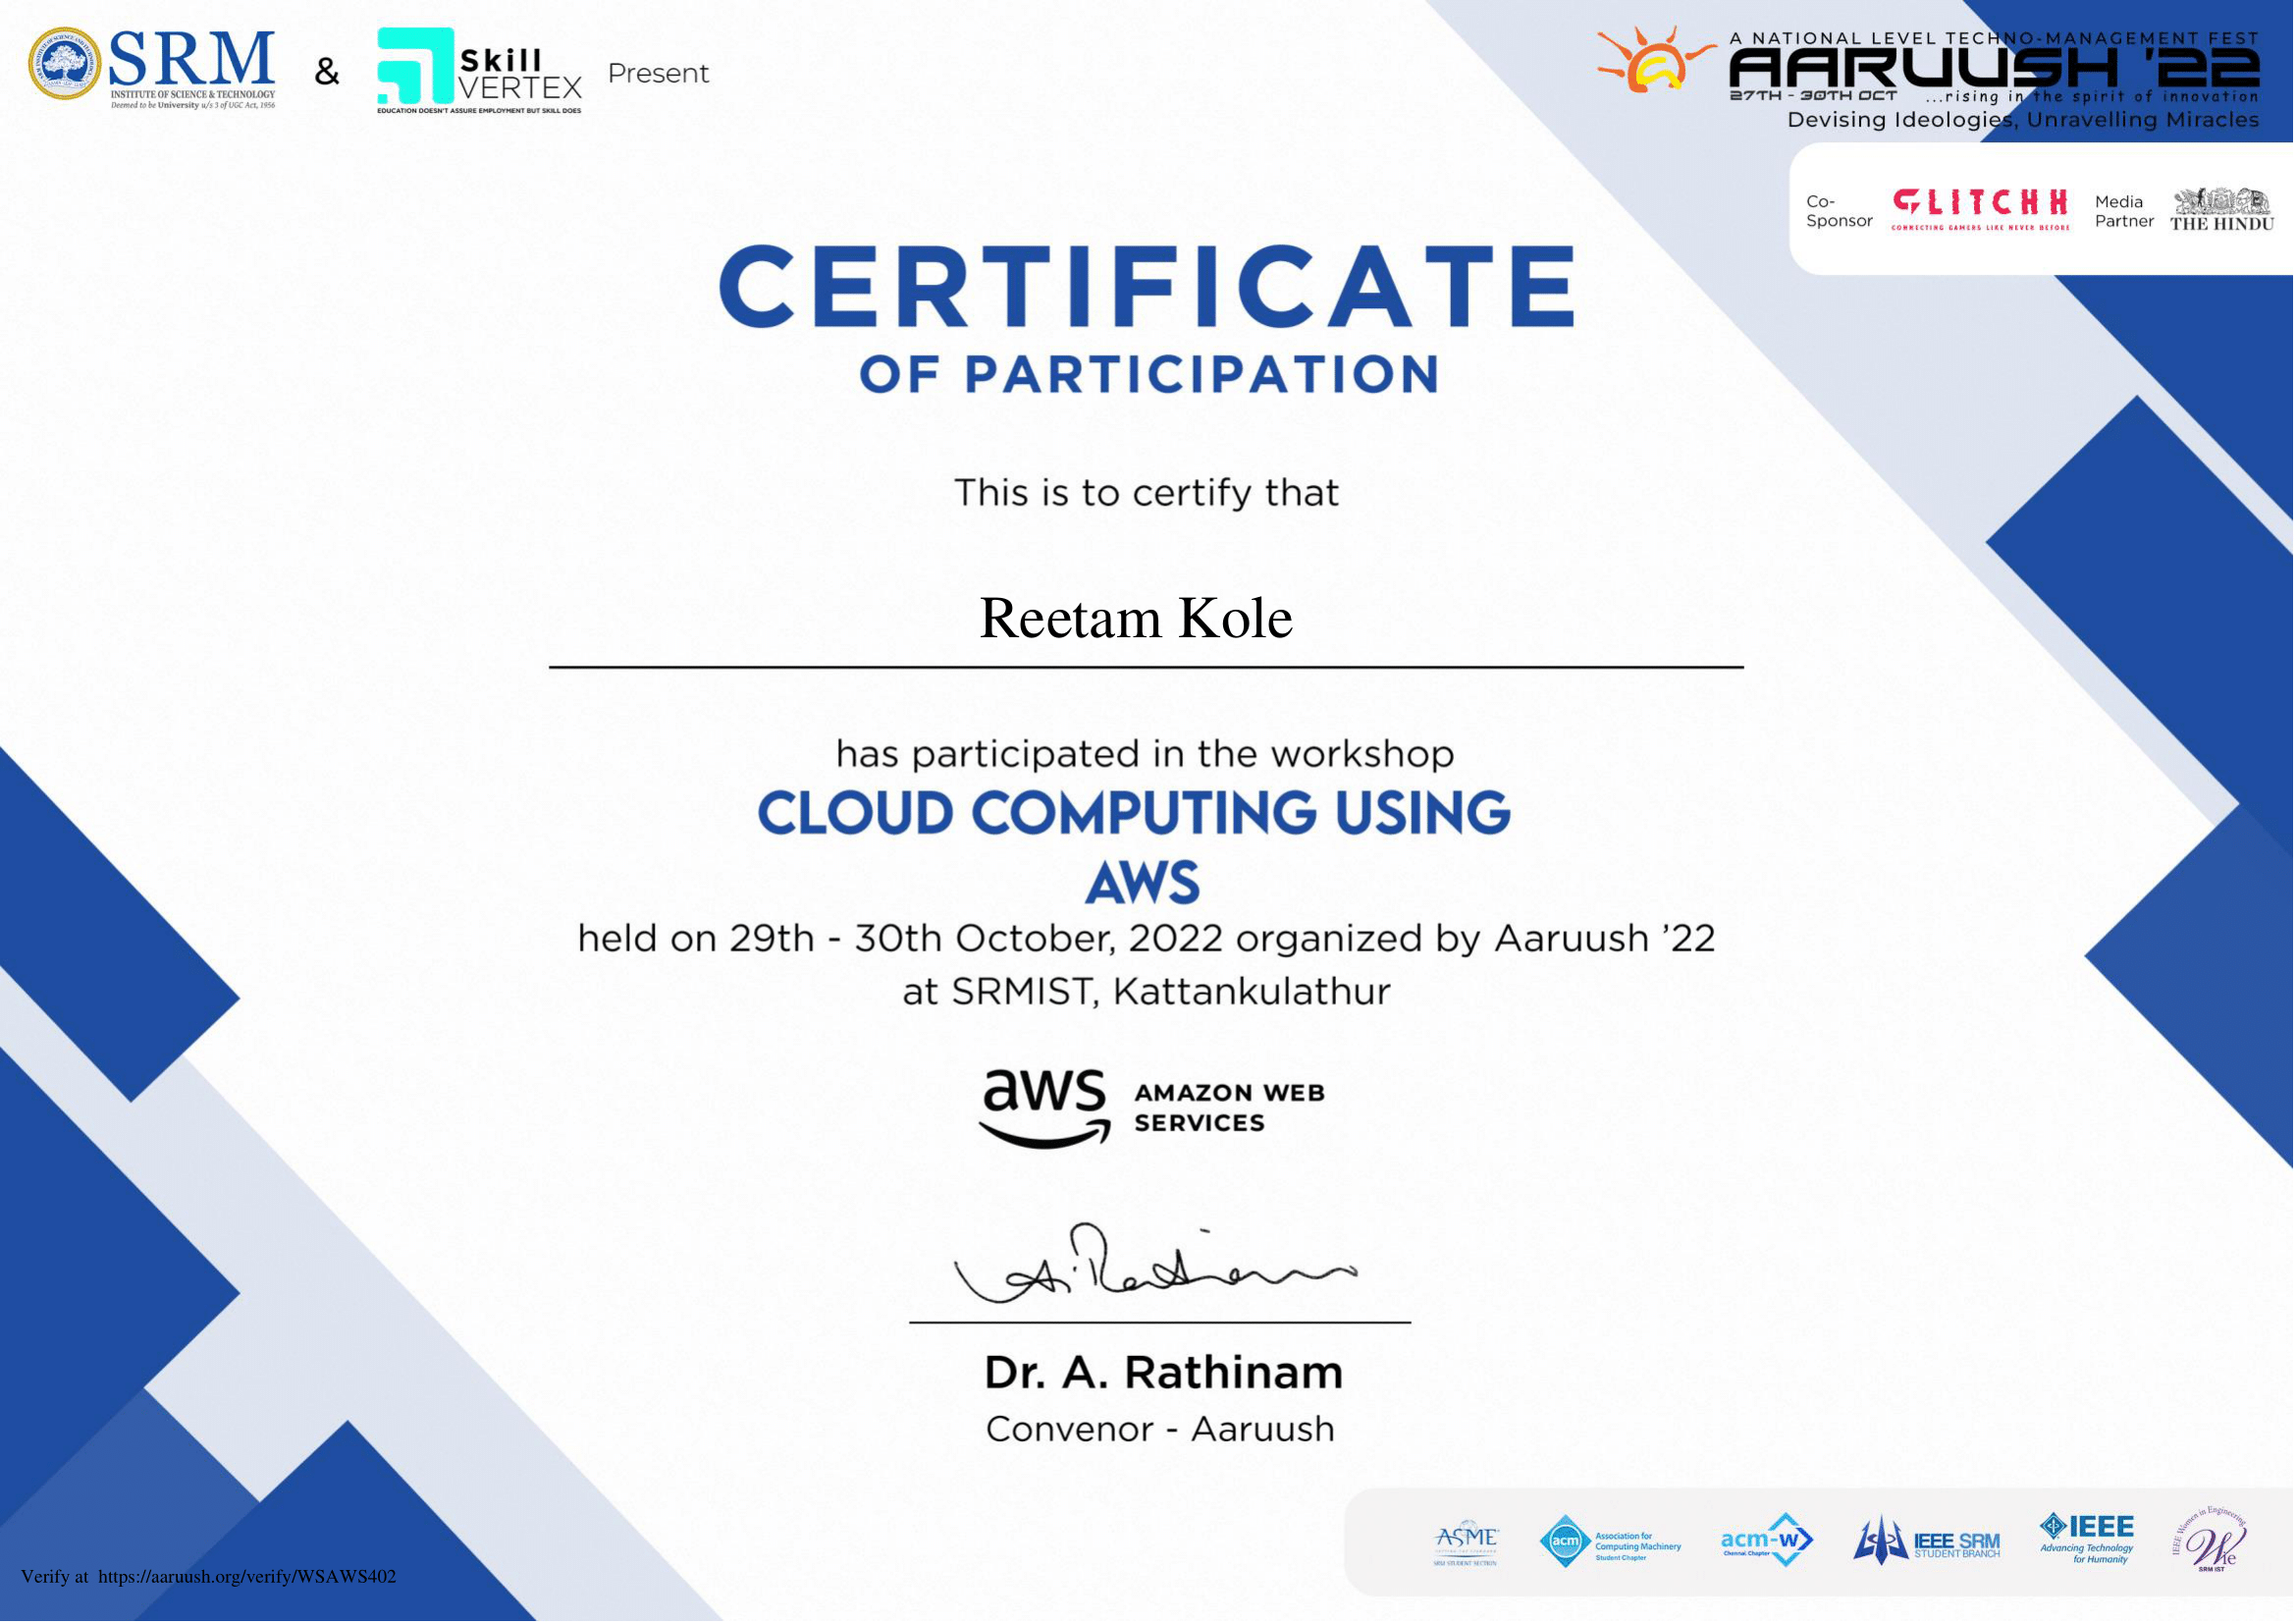 SRM
INSTITUTE OF SCIENCE & TECHNOLOGY
Deemed to be University u/s 3 of UGC Act, 1956
&
Skill
VERTEX
EDUCATION DOESN'T ASSURE EMPLOYMENT BUT SKILL DOES
Present
A NATIONAL LEVEL TECHNO-MANAGEMENT FEST
AARUUSH '22
27TH - 30TH OCT ...rising in the spirit of innovation
Devising Ideologies, Unravelling Miracles
Co-
Sponsor
GLITCHH
CONNECTING GAMERS LIKE NEVER BEFORE
Media
Partner
THE HINDU
CERTIFICATE
OF PARTICIPATION
This is to certify that
Reetam Kole
has participated in the workshop
CLOUD COMPUTING USING
AWS
held on 29th - 30th October, 2022 organized by Aaruush ’22
at SRMIST, Kattankulathur
aws
AMAZON WEB
SERVICES
A. Rathinam
Dr. A. Rathinam
Convenor - Aaruush
ASME
SRM STUDENT SECTION
acm
Association for
Computing Machinery
Student Chapter
acm-w
Chennai Chapter
IEEE SRM
STUDENT BRANCH
IEEE
Advancing Technology
for Humanity
IEEE Women in Engineering
Wie
SRM IST
Verify at https://aaruush.org/verify/WSAWS402